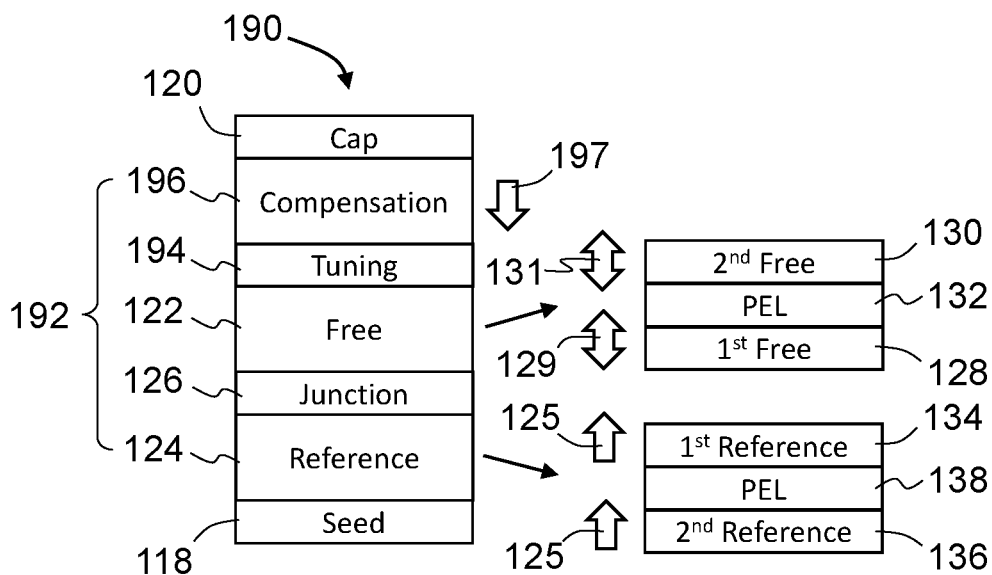 190
120
Cap
197
196
Compensation
130
194
Tuning
131
2nd Free
192
122
Free
PEL
132
129
1st Free
126
Junction
128
125
134
124
Reference
1st Reference
PEL
138
Seed
125
2nd Reference
118
136